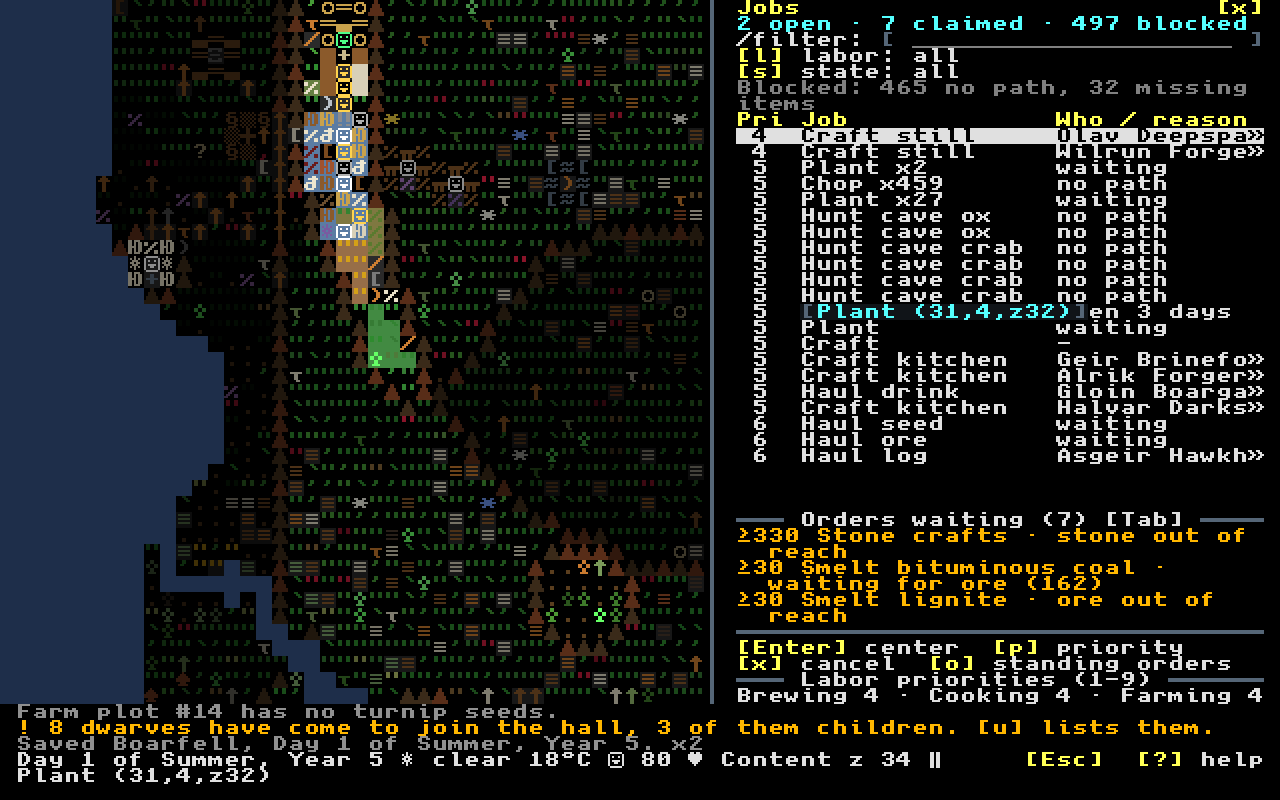 Jobs [x]
2 open · 7 claimed · 497 blocked
/filter: [ ]
[l] labor: all
[s] state: all
Blocked: 465 no path, 32 missing
items
Pri Job Who / reason
4 Craft still Olav Deepspa»
4 Craft still Wilrun Forge»
5 Plant x2 waiting
5 Chop x459 no path
5 Plant x27 waiting
5 Hunt cave ox no path
5 Hunt cave ox no path
5 Hunt cave crab no path
5 Hunt cave crab no path
5 Hunt cave crab no path
5 Hunt cave crab no path
5 [Plant (31,4,z32)]en 3 days
5 Plant waiting
5 Craft -
5 Craft kitchen Geir Brinefo»
5 Craft kitchen Alrik Forger»
5 Haul drink Gloin Boarga»
5 Craft kitchen Halvar Darks»
6 Haul seed waiting
6 Haul ore waiting
6 Haul log Asgeir Hawkh»
Orders waiting (7) [Tab]
≥330 Stone crafts · stone out of
reach
≥30 Smelt bituminous coal ·
waiting for ore (162)
≥30 Smelt lignite · ore out of
reach
[Enter] center [p] priority
[x] cancel [o] standing orders
Labor priorities (1-9)
Brewing 4 · Cooking 4 · Farming 4
Farm plot #14 has no turnip seeds.
! 8 dwarves have come to join the hall, 3 of them children. [u] lists them.
Saved Boarfell, Day 1 of Summer, Year 5. x2
Day 1 of Summer, Year 5 ☼ clear 18°C ☺ 80 ♥ Content z 34 ‖ [Esc] [?] help
Plant (31,4,z32)